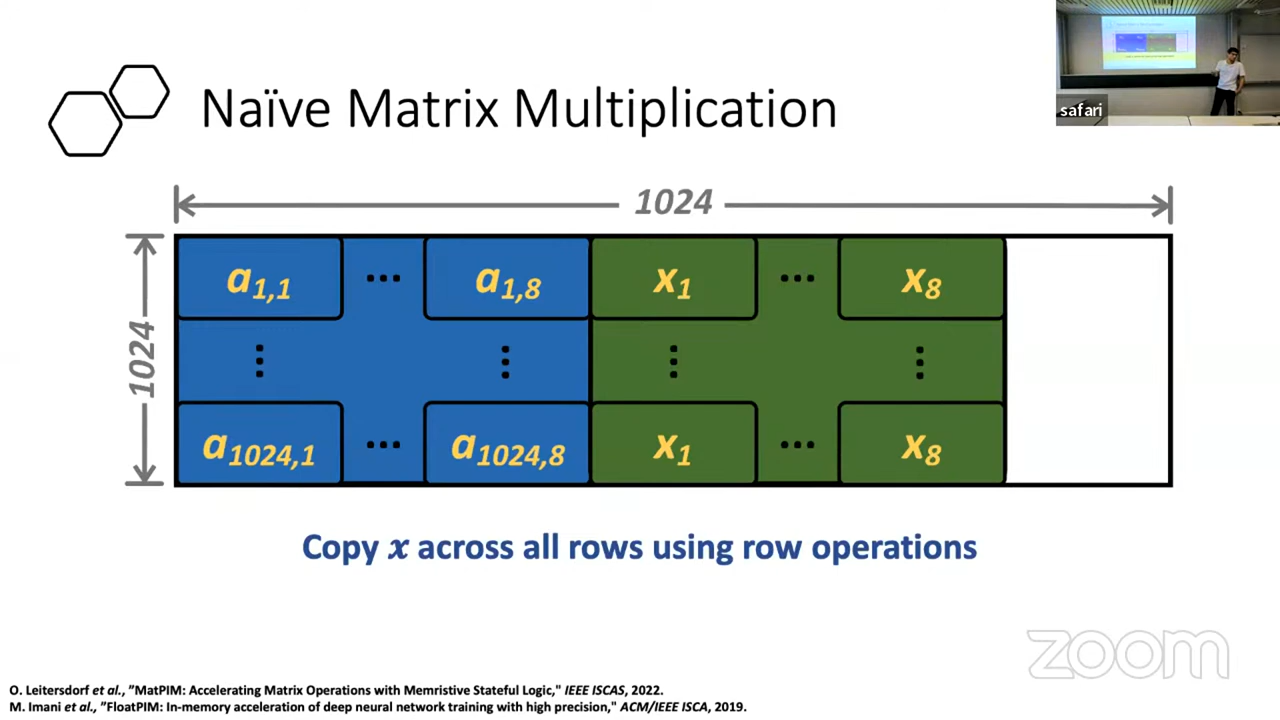 safari
Naïve Matrix Multiplication
1024
1024
a1,1 ... a1,8 x1 ... x8
a1024,1 ... a1024,8 x1 ... x8
Copy x across all rows using row operations
zoom
O. Leitersdorf et al., "MatPIM: Accelerating Matrix Operations with Memristive Stateful Logic," IEEE ISCAS, 2022.
M. Imani et al., "FloatPIM: In-memory acceleration of deep neural network training with high precision," ACM/IEEE ISCA, 2019.